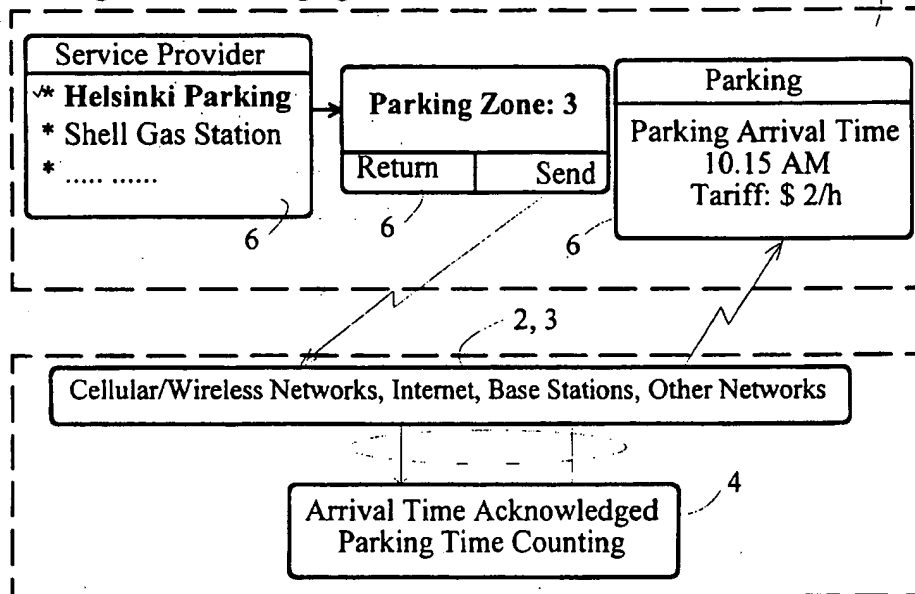 Service Provider
* Helsinki Parking
* Shell Gas Station
* ..... ......
6
Parking Zone: 3
Return Send
6
Parking
Parking Arrival Time
10.15 AM
Tariff: $ 2/h
6
2, 3
Cellular/Wireless Networks, Internet, Base Stations, Other Networks
Arrival Time Acknowledged
Parking Time Counting
4